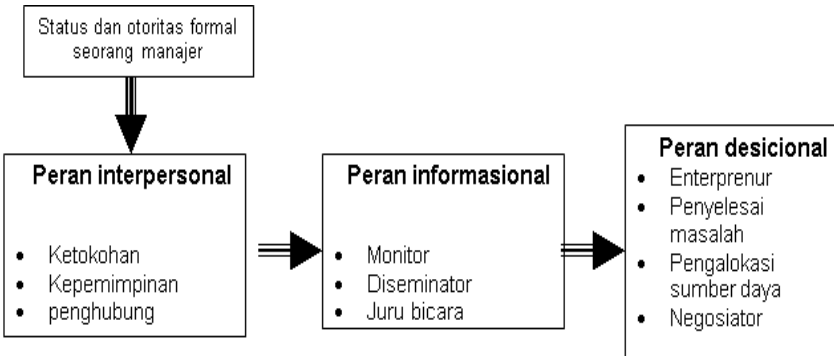 Status dan otoritas formal
seorang manajer
Peran interpersonal
• Ketokohan
• Kepemimpinan
• penghubung
Peran informasional
• Monitor
• Diseminator
• Juru bicara
Peran desicional
• Enterprenur
• Penyelesai
masalah
• Pengalokasi
sumber daya
• Negosiator